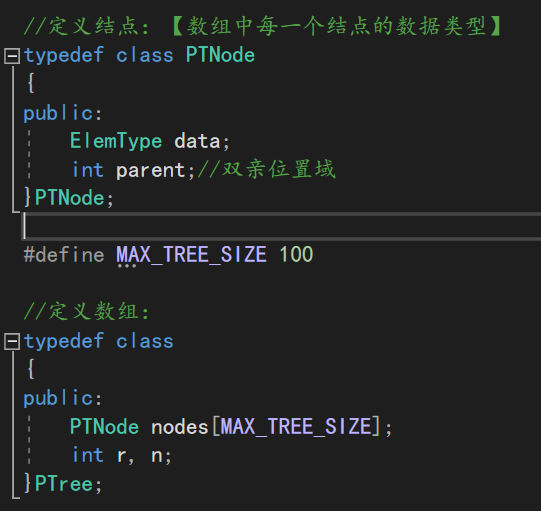 //定义结点：【数组中每一个结点的数据类型】
typedef class PTNode
{
public:
ElemType data;
int parent;//双亲位置域
}PTNode;
#define MAX_TREE_SIZE 100
//定义数组：
typedef class
{
public:
PTNode nodes[MAX_TREE_SIZE];
int r, n;
}PTree;